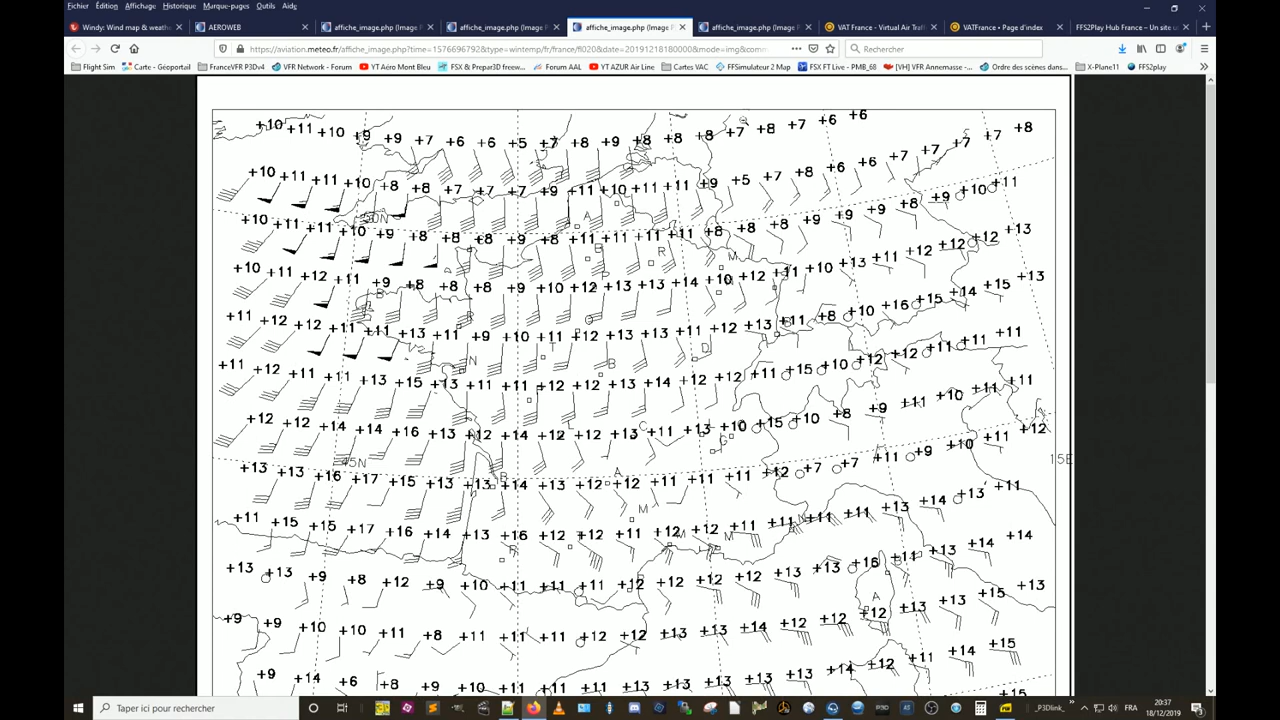 Fichier Édition Affichage Historique Marque-pages Outils Aide
Windy: Wind map & weath AEROWEB affiche_image.php (Image affiche_image.php (Image affiche_image.php (Image affiche_image.php (Image VAT France - Virtual Air Traf VATFrance • Page d'index FFS2Play Hub France – Un site c
https://aviation.meteo.fr/affiche_image.php?time=1576696792&type=wintemp/fr/france/fl020&date=20191218180000&mode=img&comm Rechercher
Flight Sim Carte - Géoportail FranceVFR P3Dv4 VFR Network - Forum YT Aéro Mont Bleu FSX & Prepar3D freew... Forum AAL YT AZUR Air Line Cartes VAC FFSimulateur 2 Map FSX FT Live - PMB_68 [VH] VFR Annemasse -... Ordre des scènes dans... X-Plane11 FFS2play
+10 +11 +10 +9 +9 +7 +6 +6 +5 +7 +8 +9 +8 +8 +8 +7 +8 +7 +6 +6 +7 +7 +8
+10 +11 +11 +10 +8 +8 +7 +7 +7 +9 +11 +10 +11 +11 +9 +5 +7 +8 +6 +6 +7 +7
50N
+10 +11 +11 +10 +9 +8 +8 +8 +9 +8 +11 +11 +11 +11 +8 +8 +8 +9 +9 +9 +8 +9 +10 +11
+10 +11 +12 +11 +9 +8 +8 +8 +9 +10 +12 +13 +13 +14 +10 +12 +11 +10 +13 +11 +12 +12 +12 +13
+11 +12 +12 +11 +11 +13 +11 +9 +10 +11 +12 +13 +13 +11 +12 +13 +11 +8 +10 +16 +15 +14 +15 +13
+11 +12 +11 +11 +13 +15 +13 +11 +11 +12 +12 +13 +14 +12 +12 +11 +15 +10 +12 +12 +11 +11 +11
+12 +12 +14 +14 +16 +13 +12 +14 +12 +12 +13 +11 +13 +10 +15 +10 +8 +9 +11 +10 +11 +11
45N
15E
+13 +13 +16 +17 +15 +13 +13 +14 +13 +12 +12 +11 +11 +11 +12 +7 +7 +11 +9 +10 +11 +12
+11 +15 +15 +17 +16 +14 +13 +16 +12 +12 +11 +12 +12 +11 +11 +11 +11 +13 +14 +13 +11
+13 +13 +9 +8 +12 +9 +10 +11 +11 +11 +12 +12 +12 +12 +13 +13 +16 +11 +13 +14 +14
+9 +9 +10 +10 +11 +8 +11 +11 +11 +12 +12 +13 +13 +14 +12 +12 +12 +13 +13 +15 +13
+9 +14 +6 +8 +9 +10 +11 +11 +11 +13 +13 +13 +13 +13 +14 +12 +11 +14 +15
+15
Taper ici pour rechercher _P3Dlink_ FRA 20:37
18/12/2019